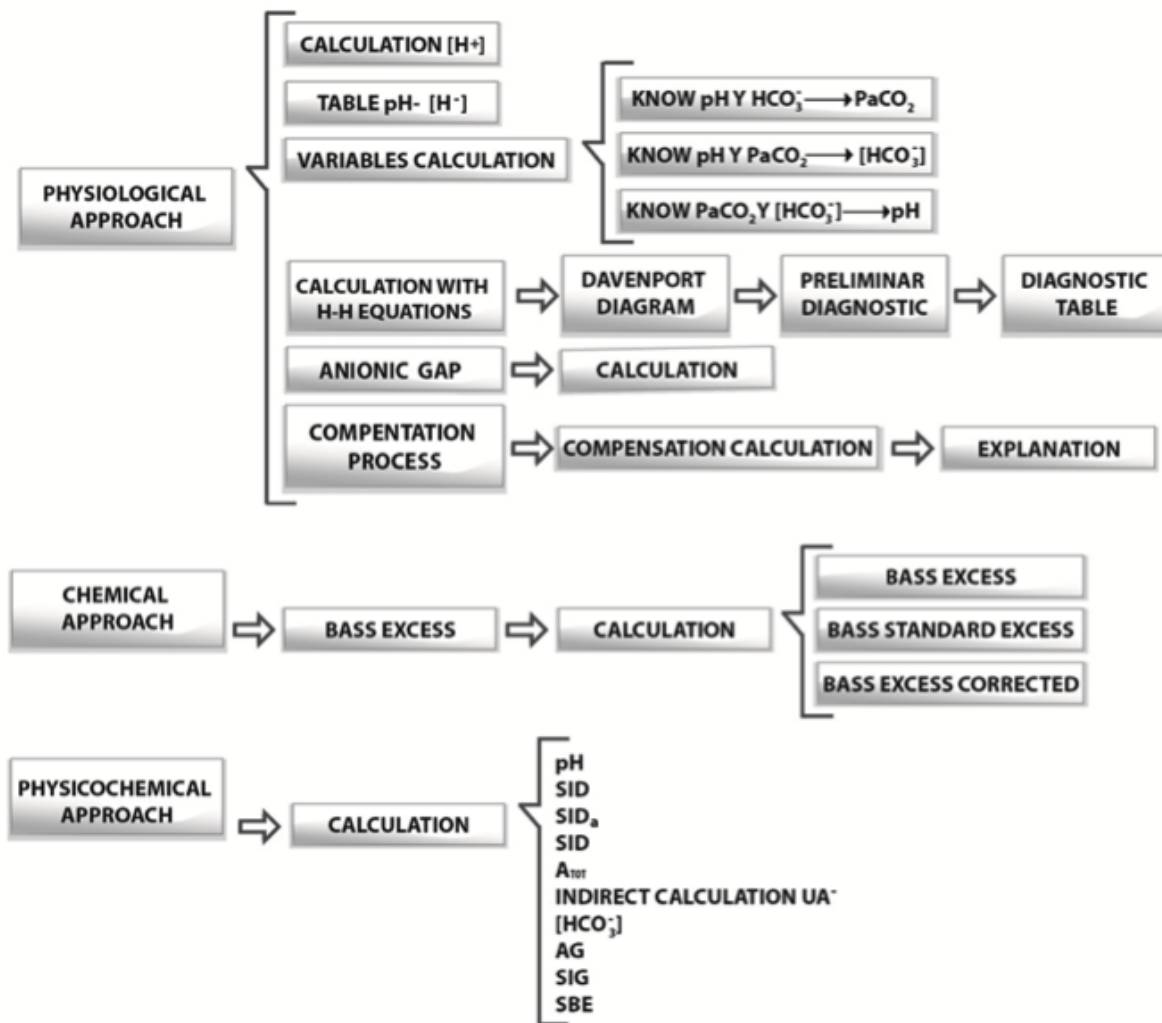 CALCULATION [H⁺]
TABLE pH- [H⁻]
VARIABLES CALCULATION
KNOW pH Y HCO₃⁻ ⟶ PaCO₂
KNOW pH Y PaCO₂ ⟶ [HCO₃⁻]
KNOW PaCO₂ Y [HCO₃⁻] ⟶ pH
PHYSIOLOGICAL
APPROACH
CALCULATION WITH
H-H EQUATIONS
DAVENPORT
DIAGRAM
PRELIMINAR
DIAGNOSTIC
DIAGNOSTIC
TABLE
ANIONIC GAP
CALCULATION
COMPENTATION
PROCESS
COMPENSATION CALCULATION
EXPLANATION
CHEMICAL
APPROACH
BASS EXCESS
CALCULATION
BASS EXCESS
BASS STANDARD EXCESS
BASS EXCESS CORRECTED
PHYSICOCHEMICAL
APPROACH
CALCULATION
pH
SID
SIDₐ
SID
A_TOT
INDIRECT CALCULATION UA⁻
[HCO₃⁻]
AG
SIG
SBE